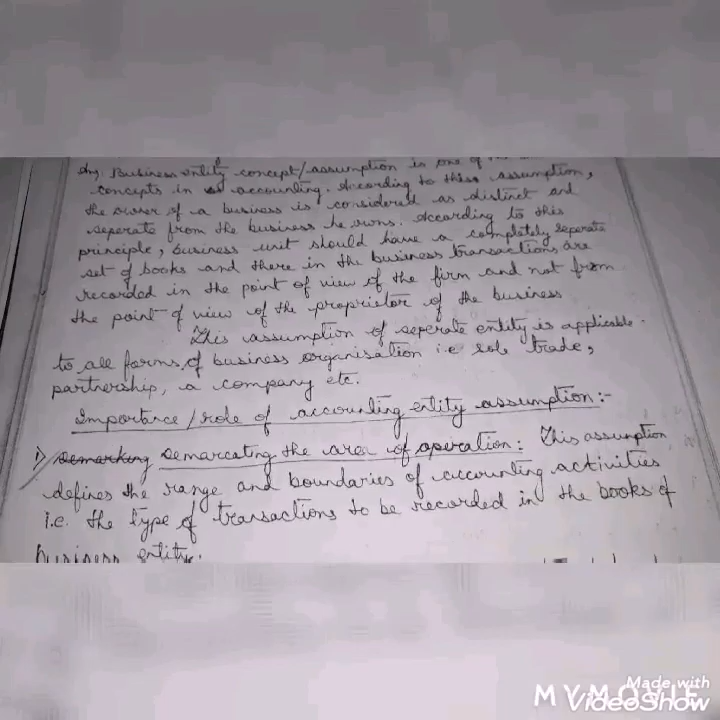 Ans. Business entity concept/assumption is one of the
concepts in accounting. According to this assumption,
the owner of a business is considered as distinct and
seperate from the business he owns. According to this
principle, business unit should have a completely seperate
set of books and there in the business transactions are
recorded in the point of view of the firm and not from
the point of view of the proprietor of the business
This assumption of seperate entity is applicable
to all forms of business organisation i.e sole trade,
partnership, a company etc.
Importance/role of accounting entity assumption:-
1) Demarking Demarcating the area of operation: This assumption
defines the range and boundaries of accounting activities
i.e. the type of transactions to be recorded in the books of
business entity.
Made with
MY MOVIE
VideoShow